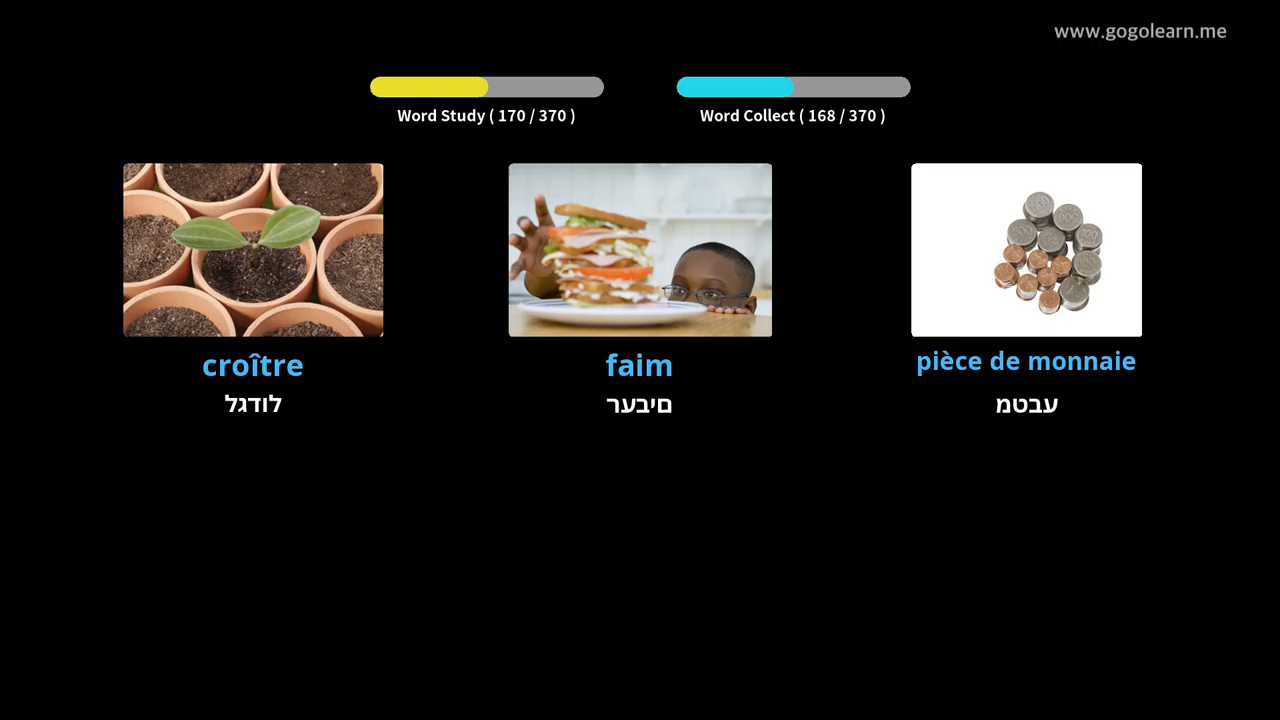 www.gogolearn.me
Word Study ( 170 / 370 )
Word Collect ( 168 / 370 )
croître
לודגל
faim
םיבער
pièce de monnaie
עבטמ